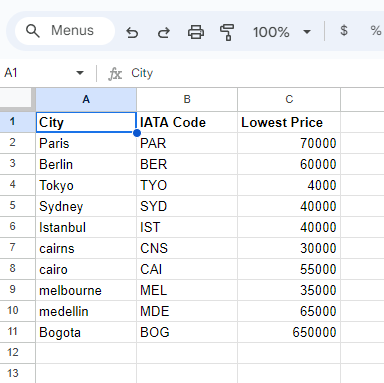 Menus 100% $ %
A1 fx City
A B C
1 City IATA Code Lowest Price
2 Paris PAR 70000
3 Berlin BER 60000
4 Tokyo TYO 4000
5 Sydney SYD 40000
6 Istanbul IST 40000
7 cairns CNS 30000
8 cairo CAI 55000
9 melbourne MEL 35000
10 medellin MDE 65000
11 Bogota BOG 650000
12
13